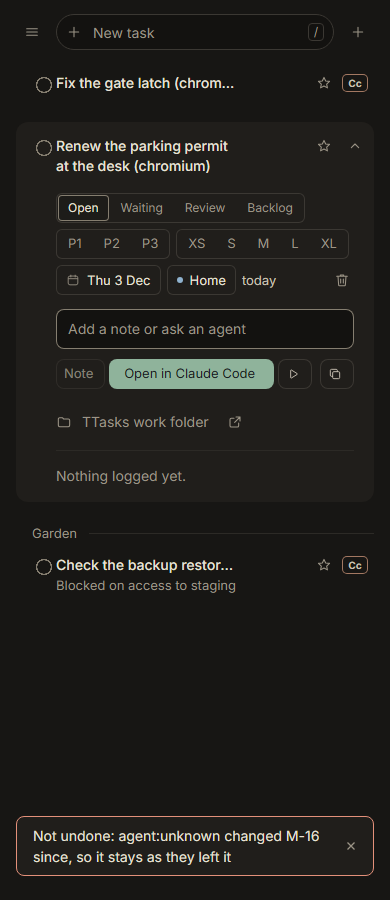 New task /
Fix the gate latch (chrom... Cc
Renew the parking permit
at the desk (chromium)
Open Waiting Review Backlog
P1 P2 P3 XS S M L XL
Thu 3 Dec Home today
Add a note or ask an agent
Note Open in Claude Code
TTasks work folder
Nothing logged yet.
Garden
Check the backup restor... Cc
Blocked on access to staging
Not undone: agent:unknown changed M-16
since, so it stays as they left it